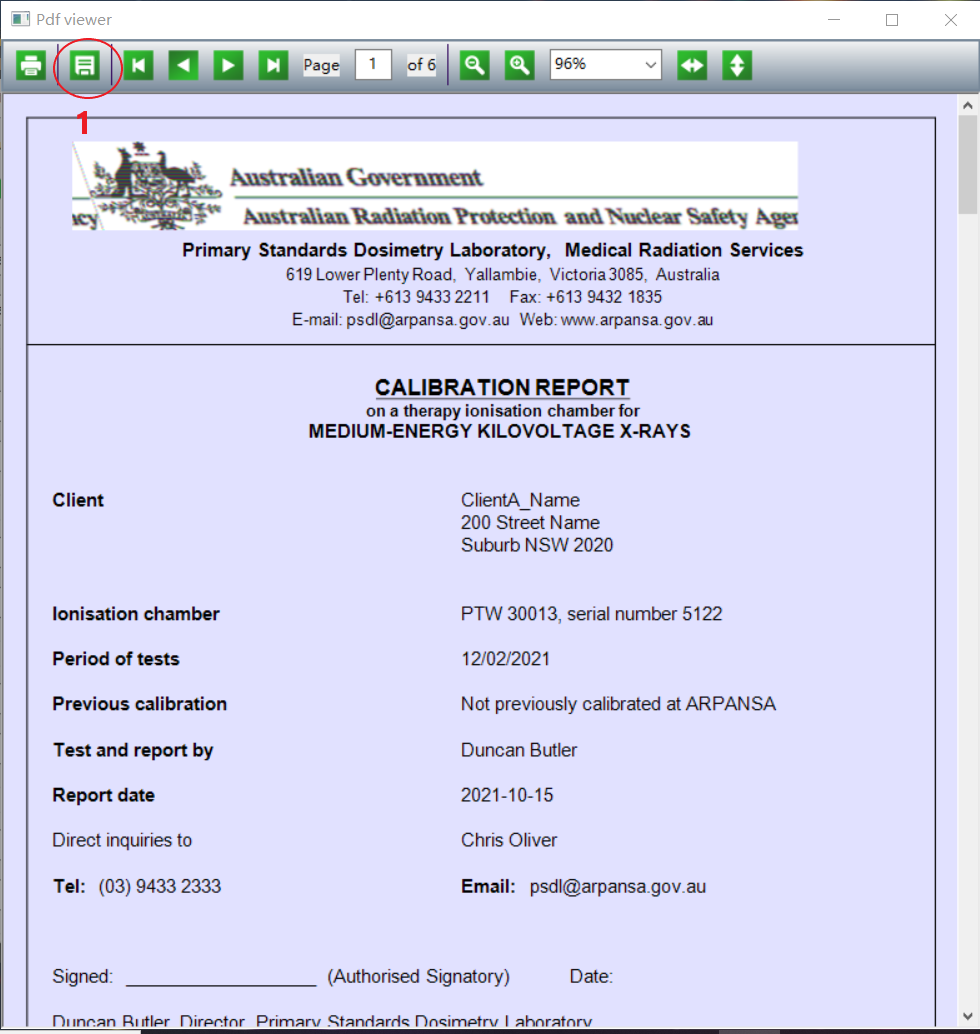 Pdf viewer
Page 1 of 6 96%
1
Australian Government
acy Australian Radiation Protection and Nuclear Safety Agen
Primary Standards Dosimetry Laboratory, Medical Radiation Services
619 Lower Plenty Road, Yallambie, Victoria 3085, Australia
Tel: +613 9433 2211 Fax: +613 9432 1835
E-mail: psdl@arpansa.gov.au Web: www.arpansa.gov.au
CALIBRATION REPORT
on a therapy ionisation chamber for
MEDIUM-ENERGY KILOVOLTAGE X-RAYS
Client ClientA_Name
200 Street Name
Suburb NSW 2020
Ionisation chamber PTW 30013, serial number 5122
Period of tests 12/02/2021
Previous calibration Not previously calibrated at ARPANSA
Test and report by Duncan Butler
Report date 2021-10-15
Direct inquiries to Chris Oliver
Tel: (03) 9433 2333 Email: psdl@arpansa.gov.au
Signed: ___________________ (Authorised Signatory) Date:
Duncan Butler, Director, Primary Standards Dosimetry Laboratory